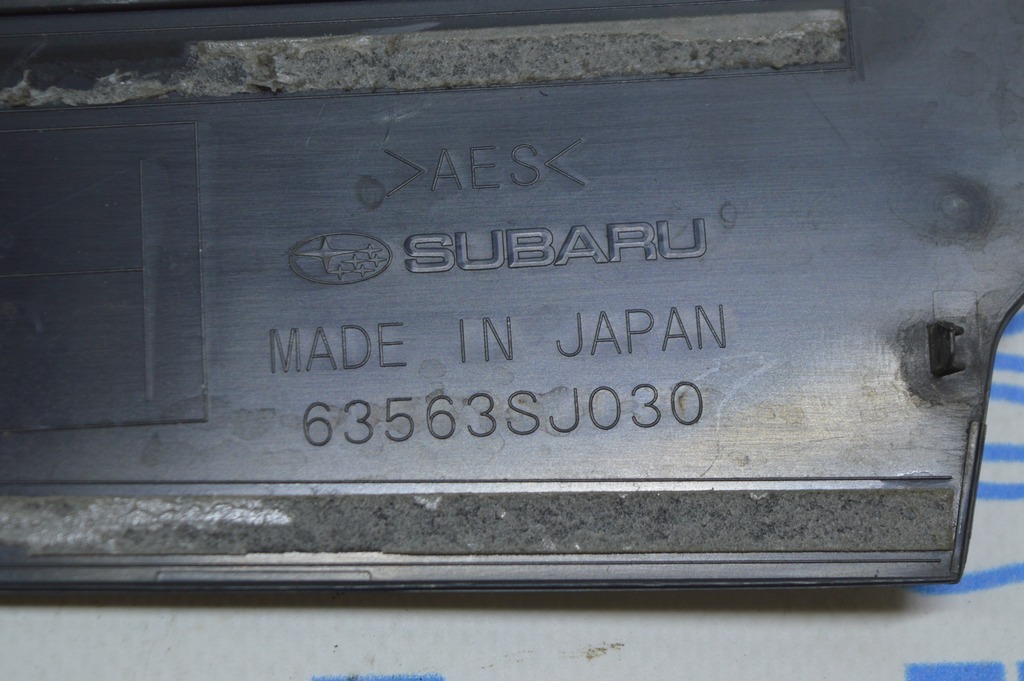 >AES<
SUBARU
MADE IN JAPAN
63563SJ030